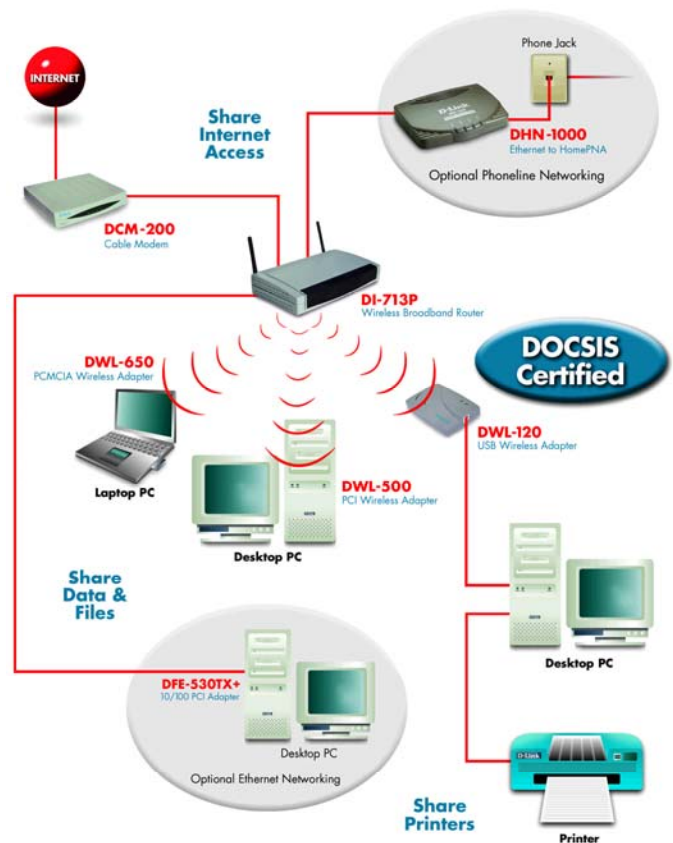 INTERNET
Share
Internet
Access
Phone Jack
D-Link
DHN-1000
Ethernet to HomePNA
Optional Phoneline Networking
DCM-200
Cable Modem
DI-713P
Wireless Broadband Router
DOCSIS
Certified
DWL-650
PCMCIA Wireless Adapter
Laptop PC
DWL-120
USB Wireless Adapter
DWL-500
PCI Wireless Adapter
Desktop PC
Share
Data &
Files
Desktop PC
DFE-530TX+
10/100 PCI Adapter
Desktop PC
Optional Ethernet Networking
D-Link
Share
Printers
Printer